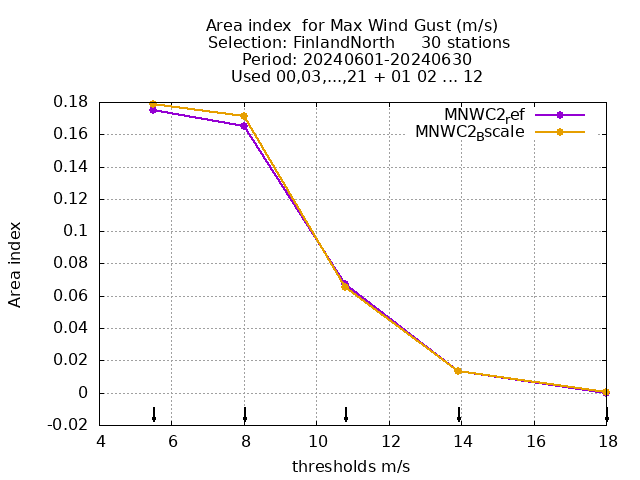 Area index  for Max Wind Gust (m/s)
Selection: FinlandNorth     30 stations
Period: 20240601-20240630
Used 00,03,...,21 + 01 02 ... 12
MNWC2ref
MNWC2Bscale
0.18
0.16
0.14
0.12
0.1
0.08
0.06
0.04
0.02
0
-0.02
Area index
4 6 8 10 12 14 16 18
thresholds m/s